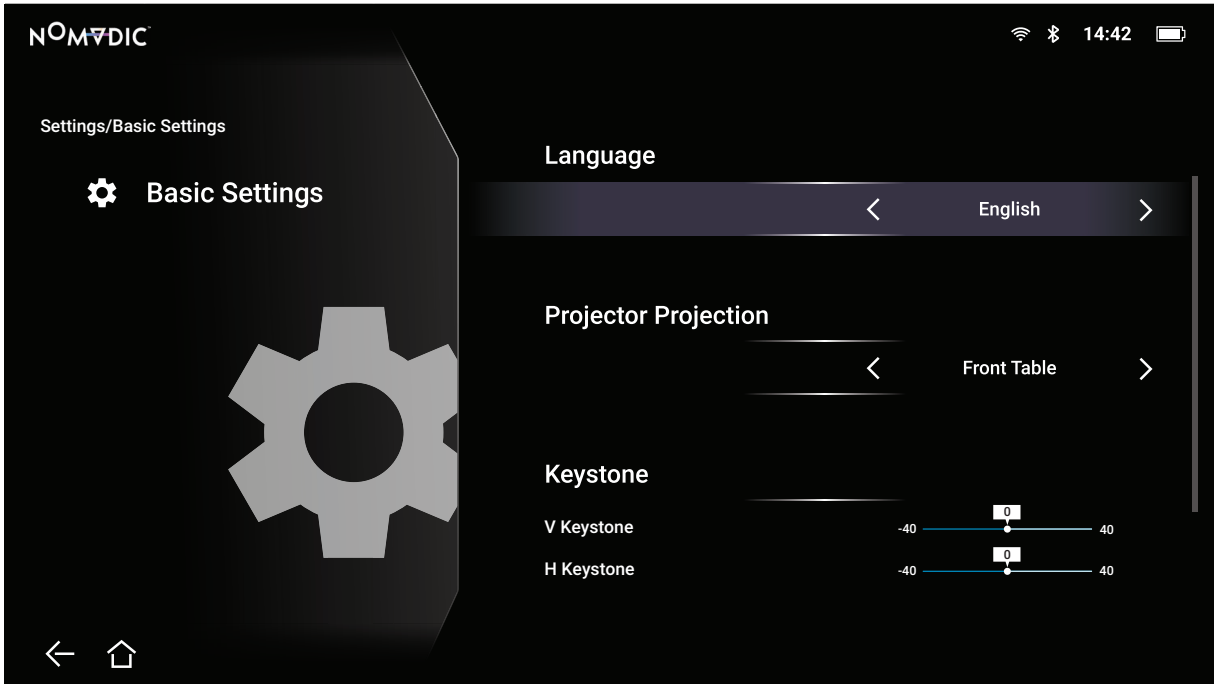 NOMADIC™
14:42
Settings/Basic Settings
Basic Settings
Language
English
Projector Projection
Front Table
Keystone
V Keystone
-40 0 40
H Keystone
-40 0 40